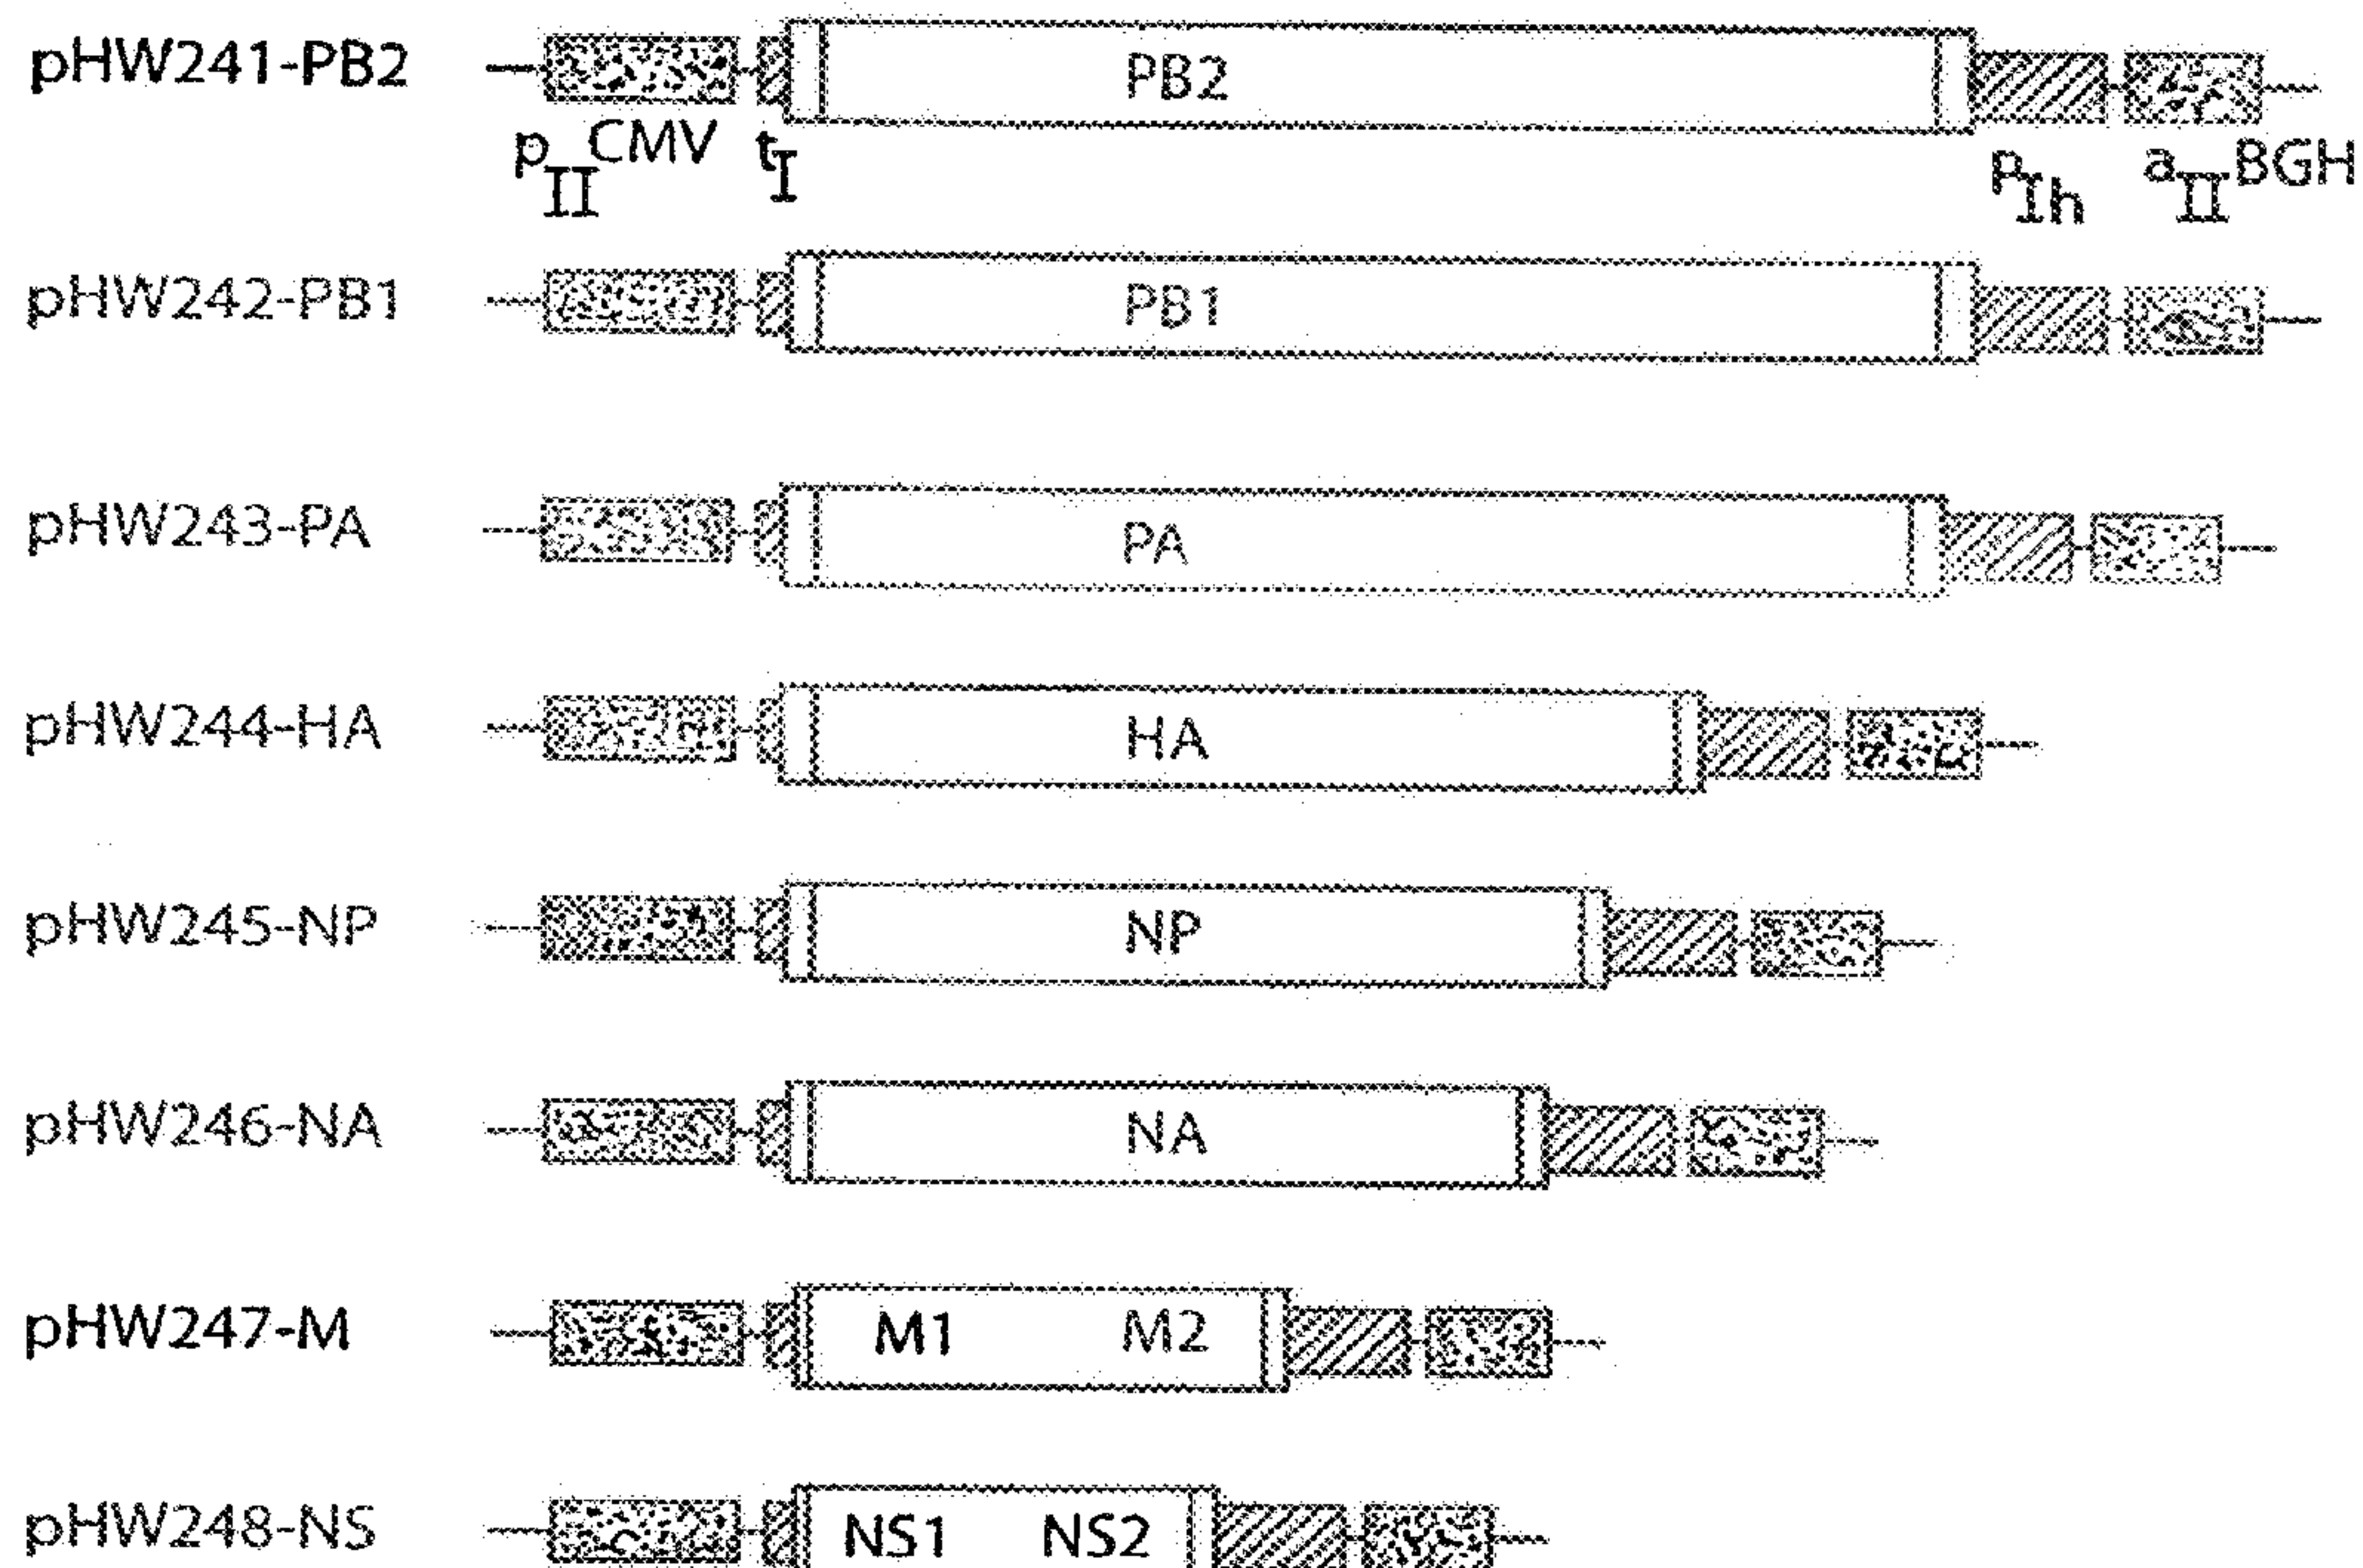 pHW241-PB2 PB2
pIICMV tI pIh aIIBGH
pHW242-PB1 PB1
pHW243-PA PA
pHW244-HA HA
pHW245-NP NP
pHW246-NA NA
pHW247-M M1 M2
pHW248-NS NS1 NS2